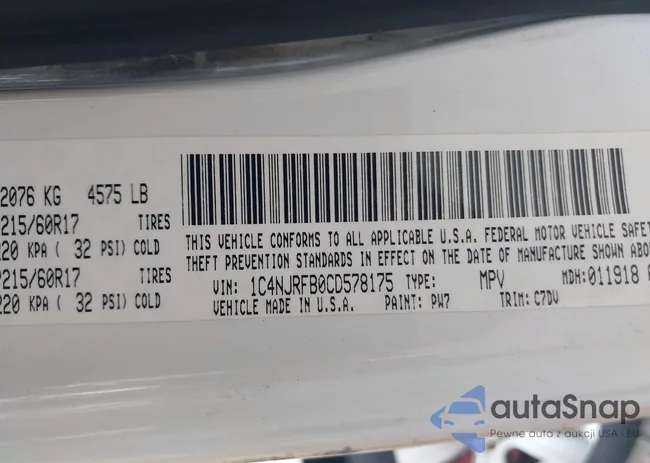 2076 KG 4575 LB
215/60R17 TIRES
220 KPA ( 32 PSI) COLD
215/60R17 TIRES
220 KPA ( 32 PSI) COLD
THIS VEHICLE CONFORMS TO ALL APPLICABLE U.S.A. FEDERAL MOTOR VEHICLE SAFET
THEFT PREVENTION STANDARDS IN EFFECT ON THE DATE OF MANUFACTURE SHOWN ABOV
VIN: 1C4NJRFB0CD578175 TYPE: MPV MDH:011918
VEHICLE MADE IN U.S.A. PAINT: PW7 TRIM: C7DV
autaSnap
Pewne auta z aukcji USA i EU